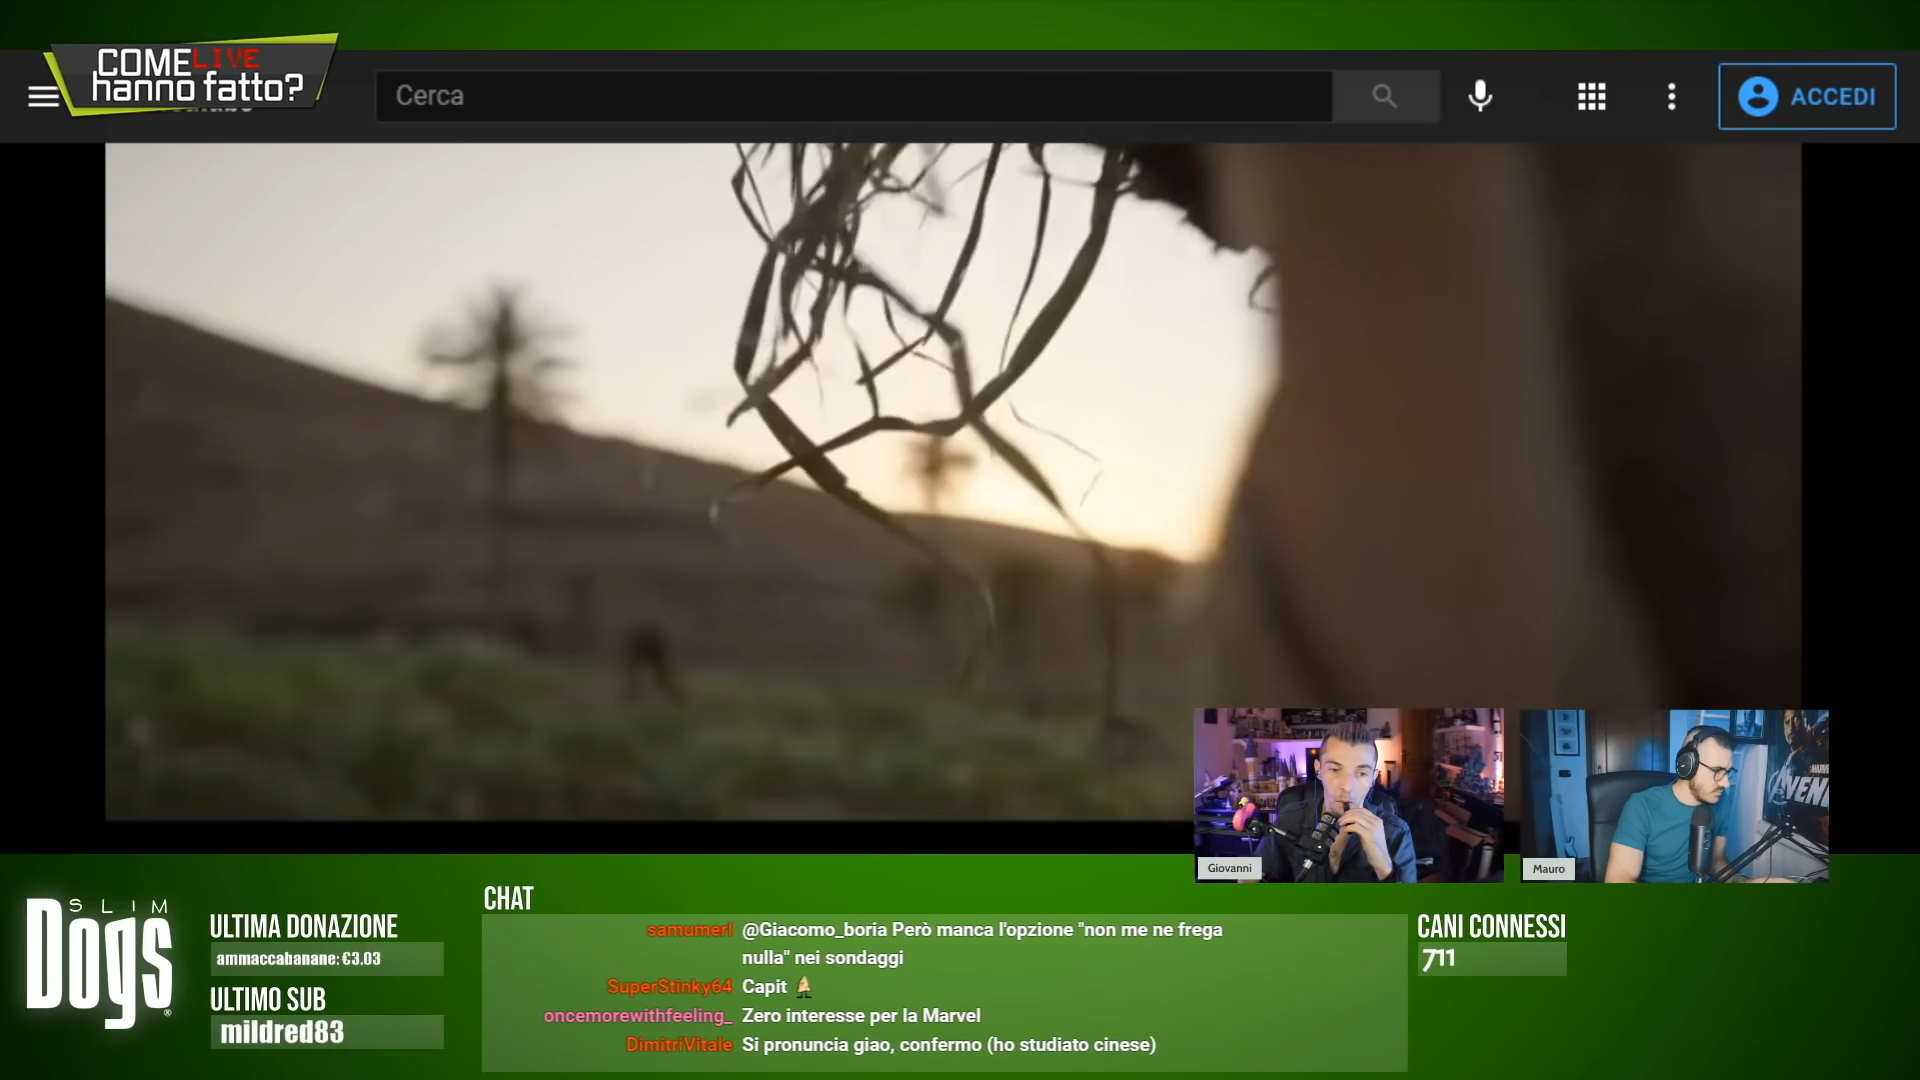 COME LIVE
hanno fatto?
Cerca
ACCEDI
Giovanni
Mauro
MARVEL
AVEN
SLIM
Dogs
ULTIMA DONAZIONE
ammaccabanane: €3.03
ULTIMO SUB
mildred83
CHAT
samumerl @Giacomo_boria Però manca l'opzione "non me ne frega
nulla" nei sondaggi
SuperStinky64 Capit
oncemorewithfeeling_ Zero interesse per la Marvel
DimitriVitale Si pronuncia giao, confermo (ho studiato cinese)
CANI CONNESSI
711